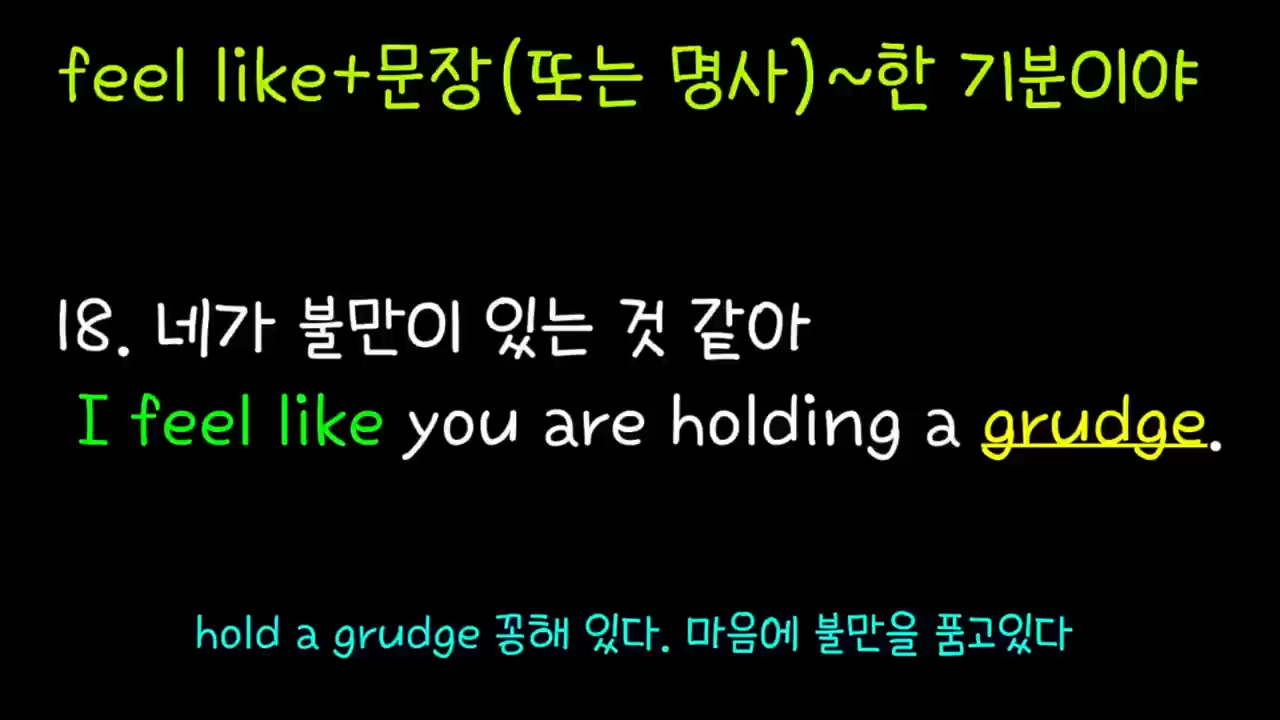 feel like+문장(또는 명사)~한 기분이야
18. 네가 불만이 있는 것 같아
I feel like you are holding a grudge.
hold a grudge 꽁해 있다. 마음에 불만을 품고있다